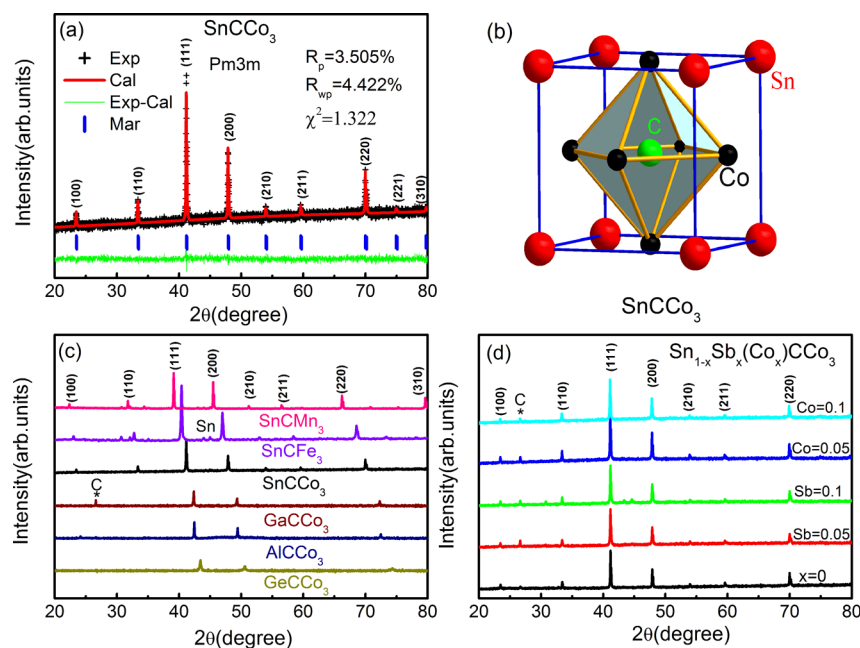 (a)
SnCCo3
Exp
Cal
Exp-Cal
Mar
Pm3m
Rp=3.505%
Rwp=4.422%
χ2=1.322
(100)
(110)
(111)
(200)
(210)
(211)
(220)
(221)
(310)
Intensity(arb.units)
20 30 40 50 60 70 80
2θ(degree)
(b)
Sn
C
Co
SnCCo3
(c)
(100)
(110)
(111)
(200)
(210)
(211)
(220)
(310)
SnCMn3
Sn
SnCFe3
SnCCo3
C
*
GaCCo3
AlCCo3
GeCCo3
Intensity(arb.units)
20 30 40 50 60 70 80
2θ(degree)
(d)
Sn1-xSbx(Cox)CCo3
(100)
C
*
(110)
(111)
(200)
(210)
(211)
(220)
Co=0.1
Co=0.05
Sb=0.1
Sb=0.05
x=0
Intensity(arb.units)
20 30 40 50 60 70 80
2θ(degree)